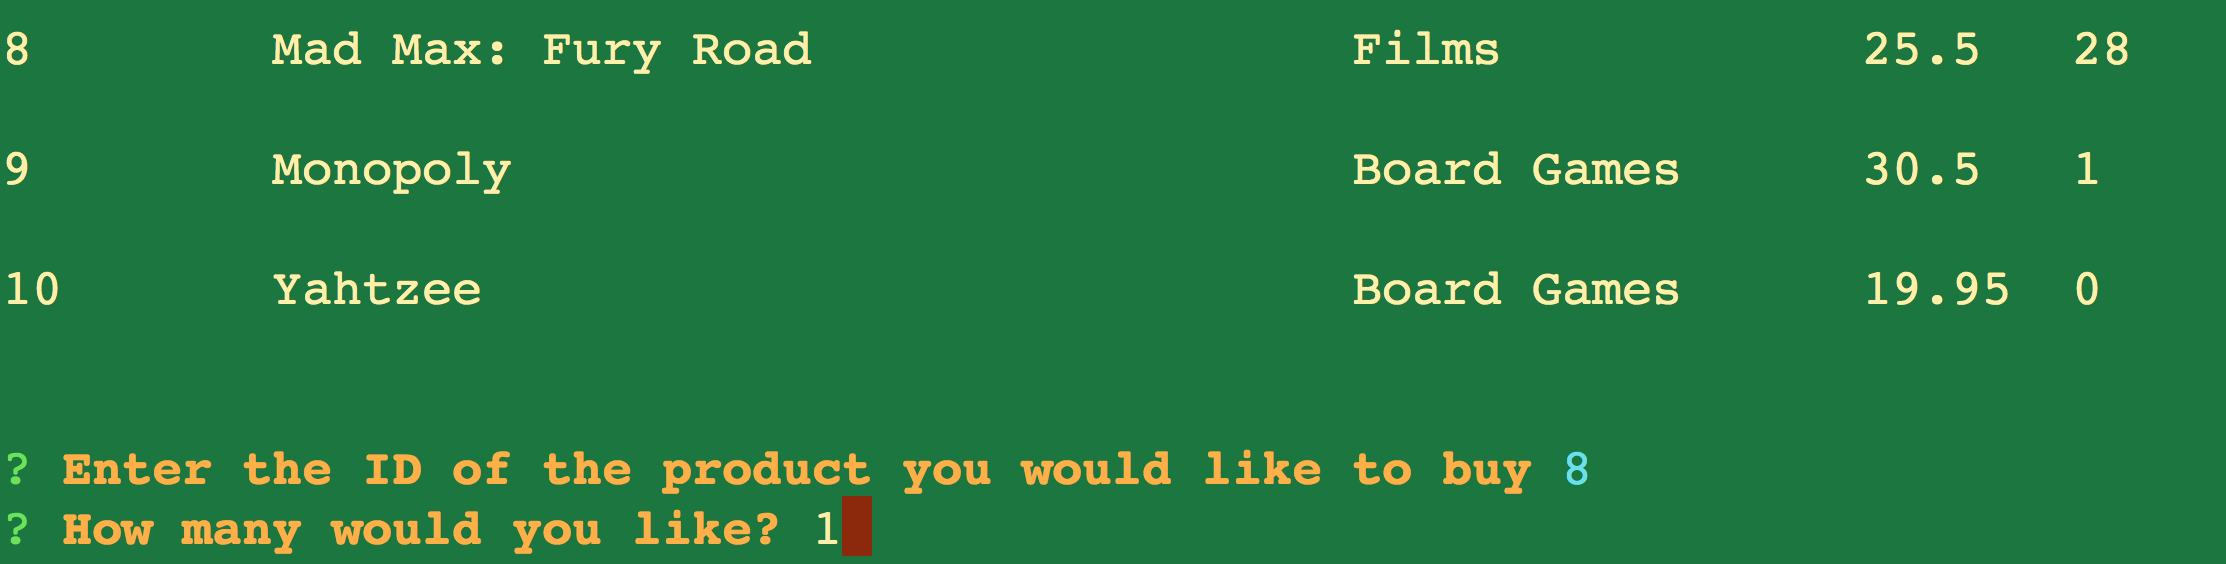 8 Mad Max: Fury Road Films 25.5 28
9 Monopoly Board Games 30.5 1
10 Yahtzee Board Games 19.95 0
? Enter the ID of the product you would like to buy 8
? How many would you like? 1